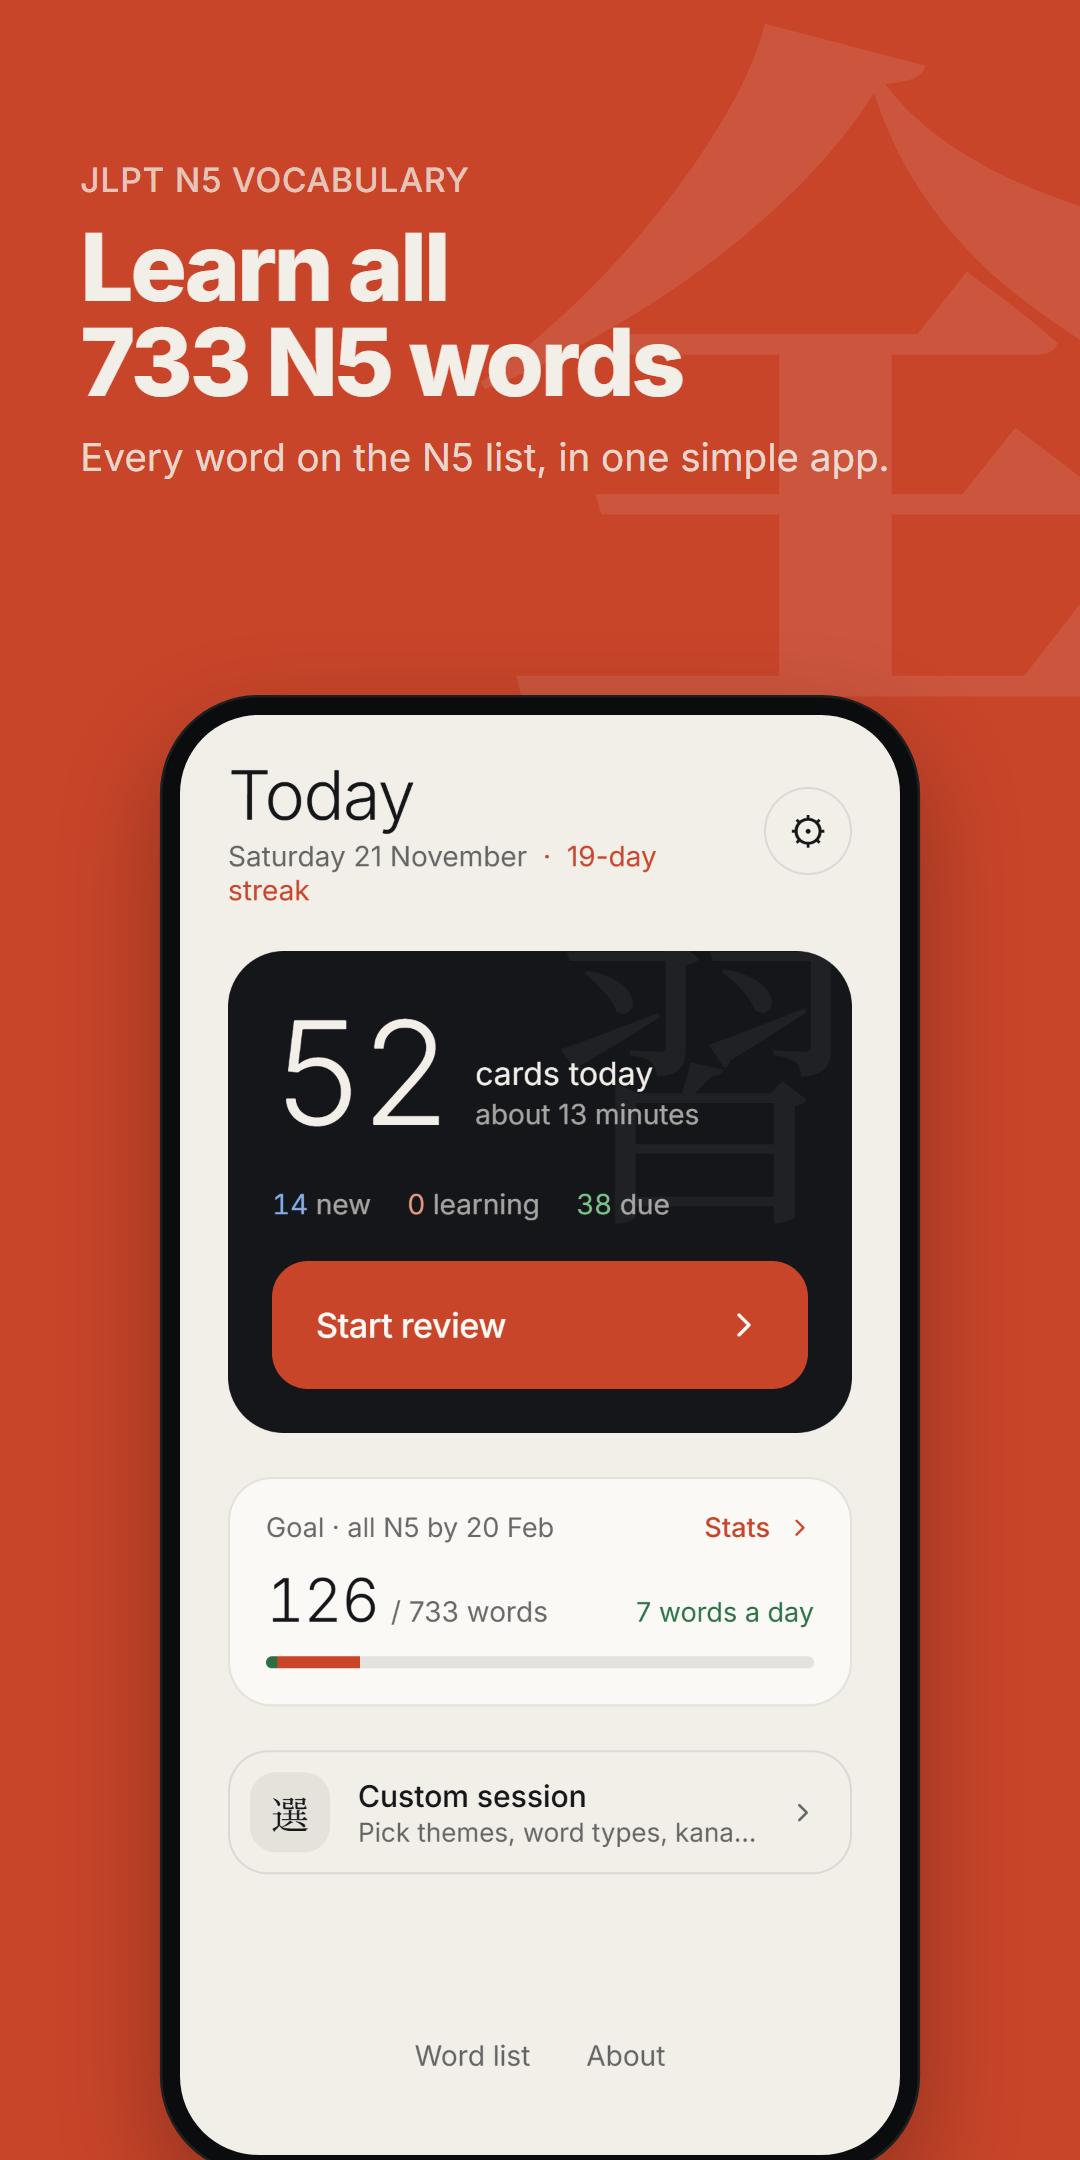 全
JLPT N5 VOCABULARY
Learn all
733 N5 words
Every word on the N5 list, in one simple app.
Today
Saturday 21 November · 19-day
streak
習
52 cards today
about 13 minutes
14 new 0 learning 38 due
Start review
Goal · all N5 by 20 Feb Stats
126 / 733 words 7 words a day
選 Custom session
Pick themes, word types, kana...
Word list About